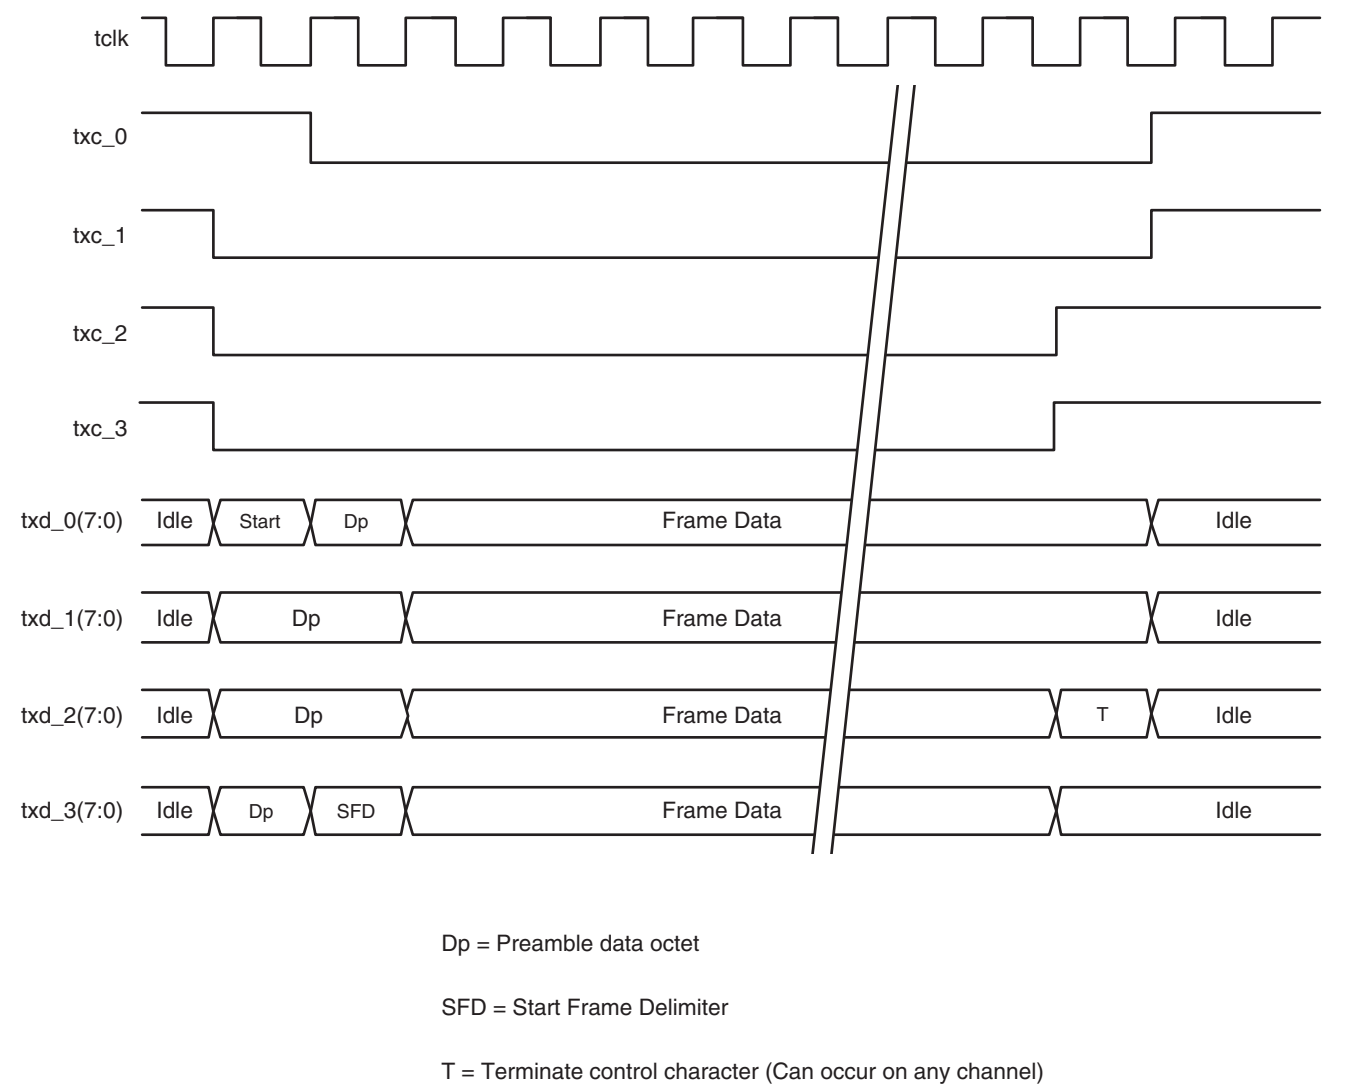 tclk
txc_0
txc_1
txc_2
txc_3
txd_0(7:0) Idle Start Dp Frame Data Idle
txd_1(7:0) Idle Dp Frame Data Idle
txd_2(7:0) Idle Dp Frame Data T Idle
txd_3(7:0) Idle Dp SFD Frame Data Idle
Dp = Preamble data octet
SFD = Start Frame Delimiter
T = Terminate control character (Can occur on any channel)